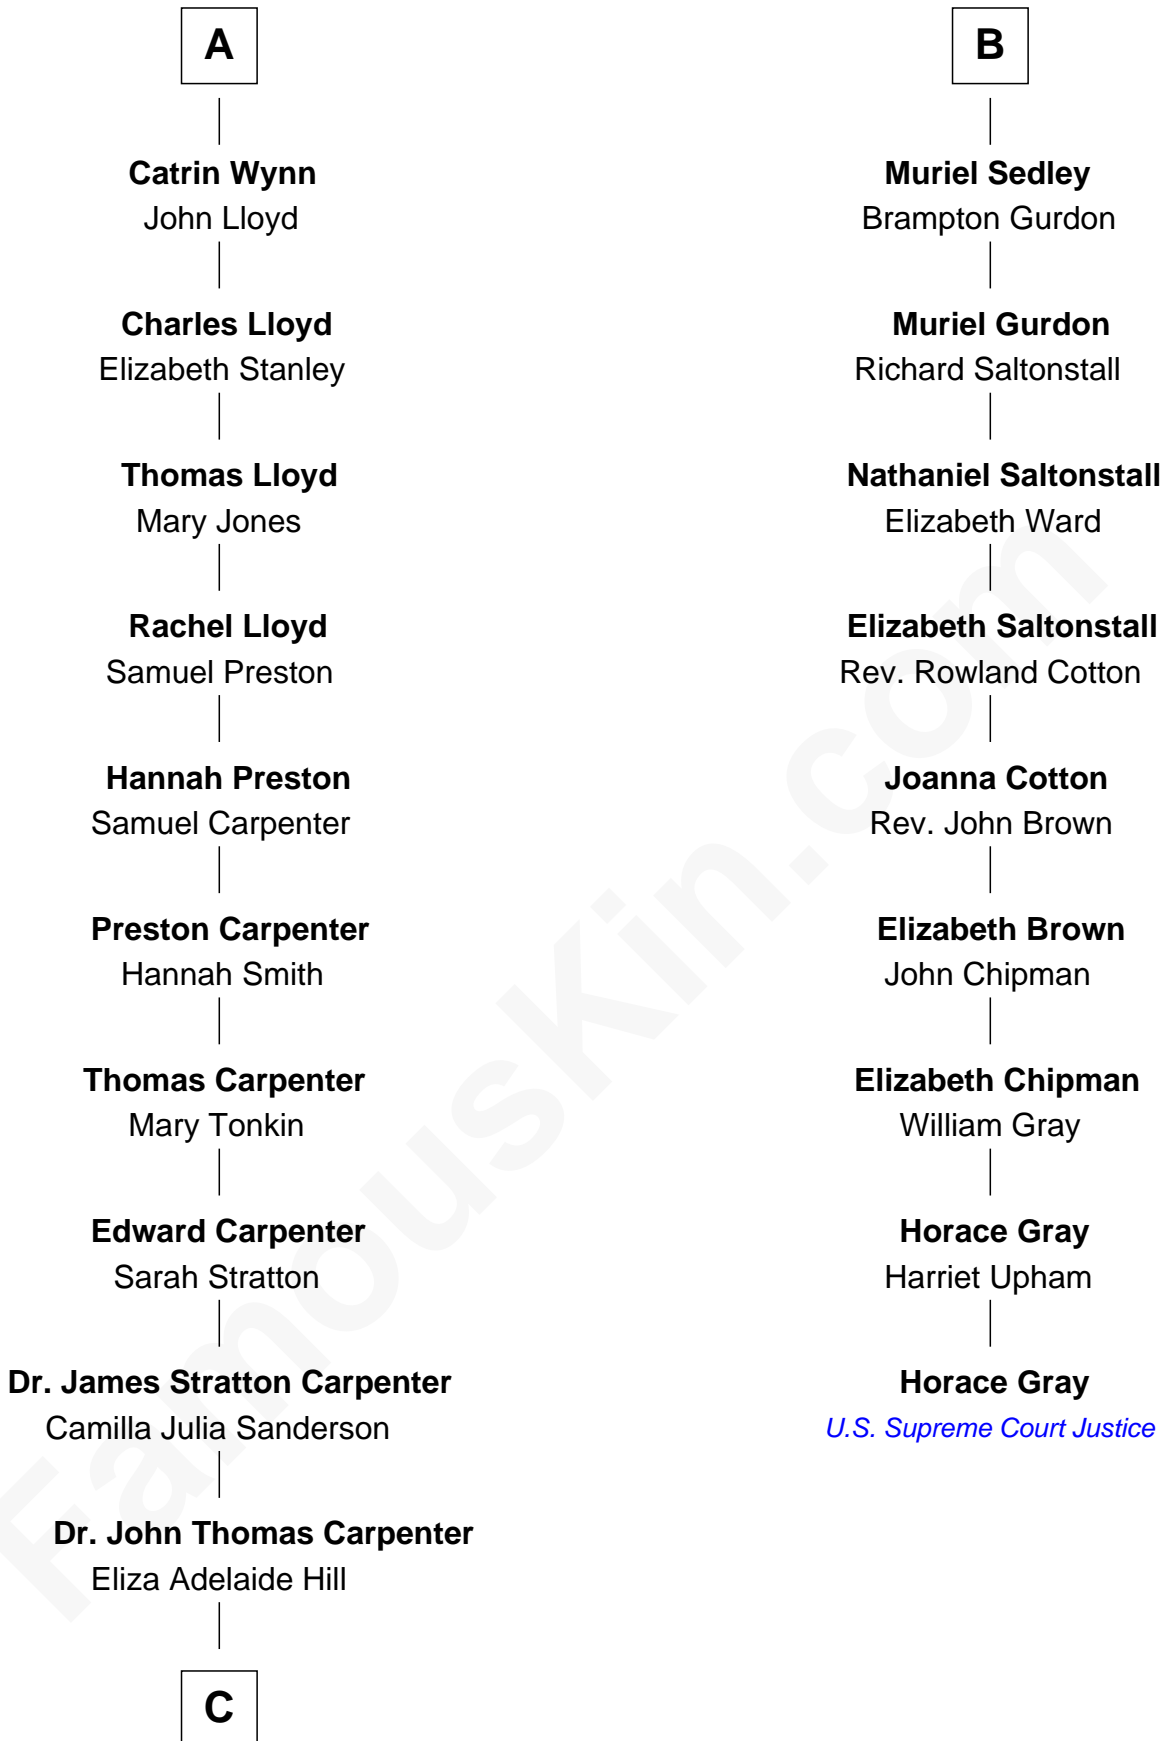 A
Catrin Wynn
John Lloyd
Charles Lloyd
Elizabeth Stanley
Thomas Lloyd
Mary Jones
Rachel Lloyd
Samuel Preston
Hannah Preston
Samuel Carpenter
Preston Carpenter
Hannah Smith
Thomas Carpenter
Mary Tonkin
Edward Carpenter
Sarah Stratton
Dr. James Stratton Carpenter
Camilla Julia Sanderson
Dr. John Thomas Carpenter
Eliza Adelaide Hill
C
B
Muriel Sedley
Brampton Gurdon
Muriel Gurdon
Richard Saltonstall
Nathaniel Saltonstall
Elizabeth Ward
Elizabeth Saltonstall
Rev. Rowland Cotton
Joanna Cotton
Rev. John Brown
Elizabeth Brown
John Chipman
Elizabeth Chipman
William Gray
Horace Gray
Harriet Upham
Horace Gray
U.S. Supreme Court Justice
FamousKin.com